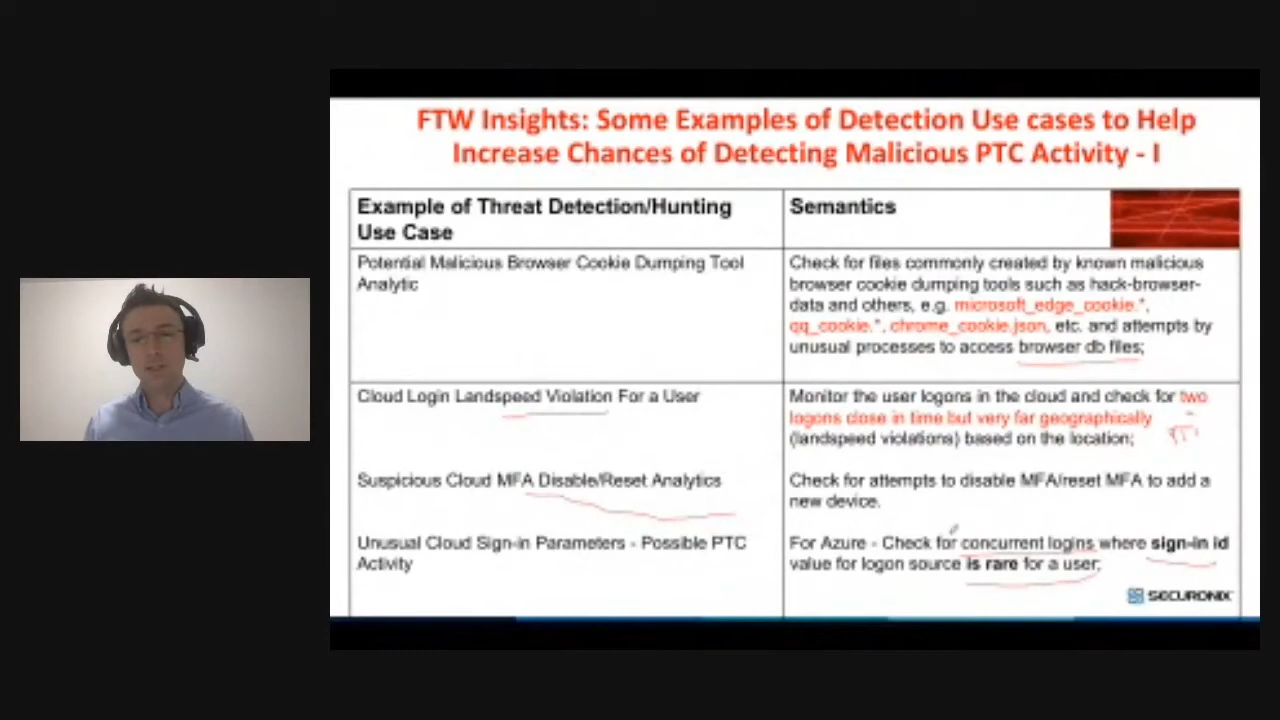 FTW Insights: Some Examples of Detection Use cases to Help
Increase Chances of Detecting Malicious PTC Activity - I
Example of Threat Detection/Hunting
Use Case
Semantics
Potential Malicious Browser Cookie Dumping Tool
Analytic
Check for files commonly created by known malicious
browser cookie dumping tools such as hack-browser-
data and others, e.g. microsoft_edge_cookie.*,
qq_cookie.*, chrome_cookie.json, etc. and attempts by
unusual processes to access browser db files;
Cloud Login Landspeed Violation For a User
Monitor the user logons in the cloud and check for two
logons close in time but very far geographically
(landspeed violations) based on the location;
Suspicious Cloud MFA Disable/Reset Analytics
Check for attempts to disable MFA/reset MFA to add a
new device.
Unusual Cloud Sign-in Parameters - Possible PTC
Activity
For Azure - Check for concurrent logins where sign-in id
value for logon source is rare for a user;
SECURONIX